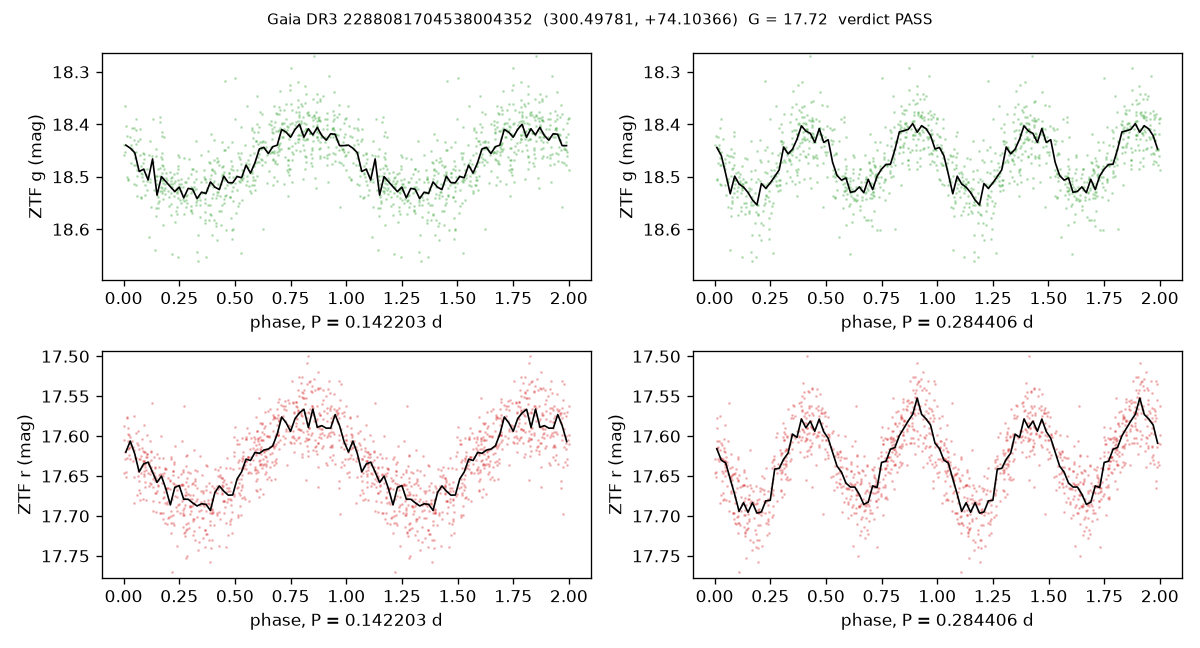 Gaia DR3 2288081704538004352 (300.49781, +74.10366) G = 17.72 verdict PASS
ZTF g (mag)
18.3
18.4
18.5
18.6
0.00 0.25 0.50 0.75 1.00 1.25 1.50 1.75 2.00
phase, P = 0.142203 d
ZTF g (mag)
18.3
18.4
18.5
18.6
0.00 0.25 0.50 0.75 1.00 1.25 1.50 1.75 2.00
phase, P = 0.284406 d
ZTF r (mag)
17.50
17.55
17.60
17.65
17.70
17.75
0.00 0.25 0.50 0.75 1.00 1.25 1.50 1.75 2.00
phase, P = 0.142203 d
ZTF r (mag)
17.50
17.55
17.60
17.65
17.70
17.75
0.00 0.25 0.50 0.75 1.00 1.25 1.50 1.75 2.00
phase, P = 0.284406 d